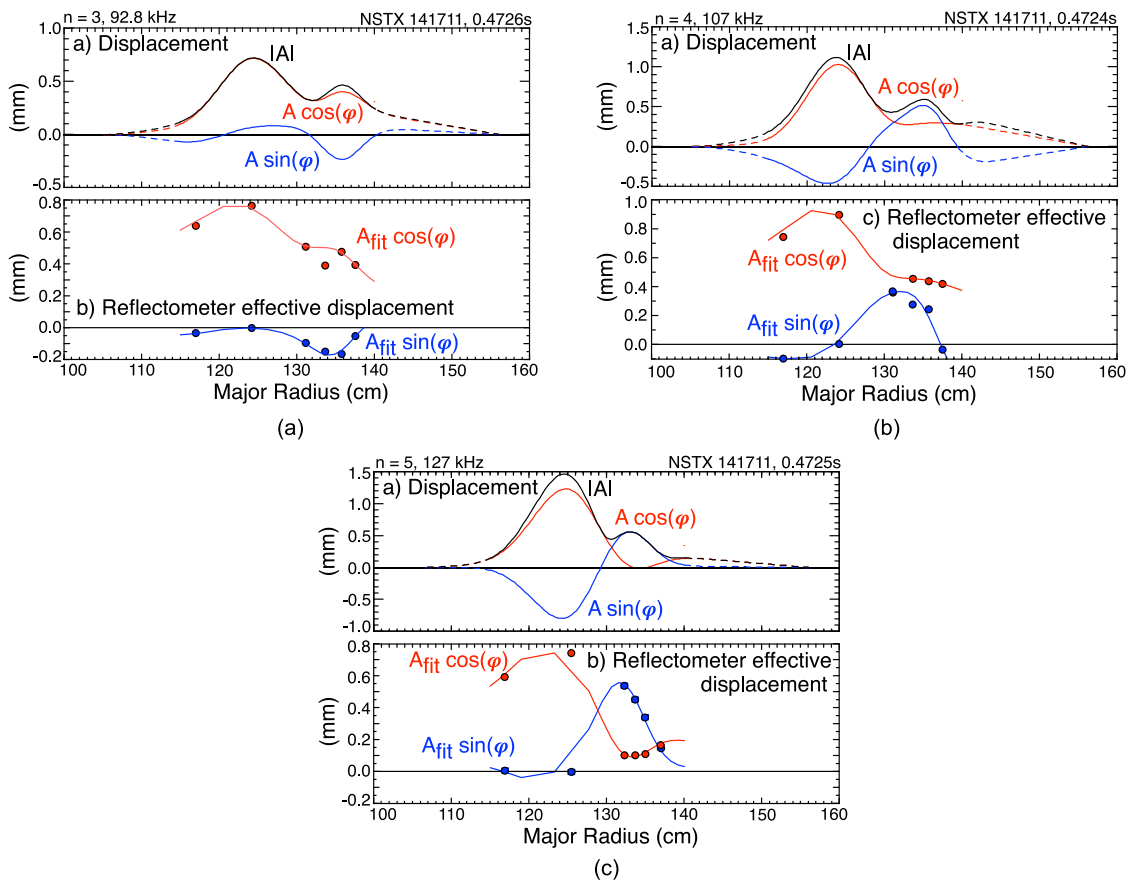 n = 3, 92.8 kHz NSTX 141711, 0.4726s
a) Displacement
|A|
A cos(φ)
A sin(φ)
(mm)
1.0
0.5
0.0
-0.5
A_fit cos(φ)
b) Reflectometer effective displacement
A_fit sin(φ)
(mm)
0.8
0.6
0.4
0.2
0.0
-0.2
100 110 120 130 140 150 160
Major Radius (cm)
(a)
n = 4, 107 kHz NSTX 141711, 0.4724s
a) Displacement
|A|
A cos(φ)
A sin(φ)
(mm)
1.5
1.0
0.5
0.0
-0.5
c) Reflectometer effective
displacement
A_fit cos(φ)
A_fit sin(φ)
(mm)
1.0
0.8
0.6
0.4
0.2
0.0
100 110 120 130 140 150 160
Major Radius (cm)
(b)
n = 5, 127 kHz NSTX 141711, 0.4725s
a) Displacement
|A|
A cos(φ)
A sin(φ)
(mm)
1.5
1.0
0.5
0.0
-0.5
-1.0
A_fit cos(φ)
b) Reflectometer effective
displacement
A_fit sin(φ)
(mm)
0.8
0.6
0.4
0.2
0.0
-0.2
100 110 120 130 140 150 160
Major Radius (cm)
(c)